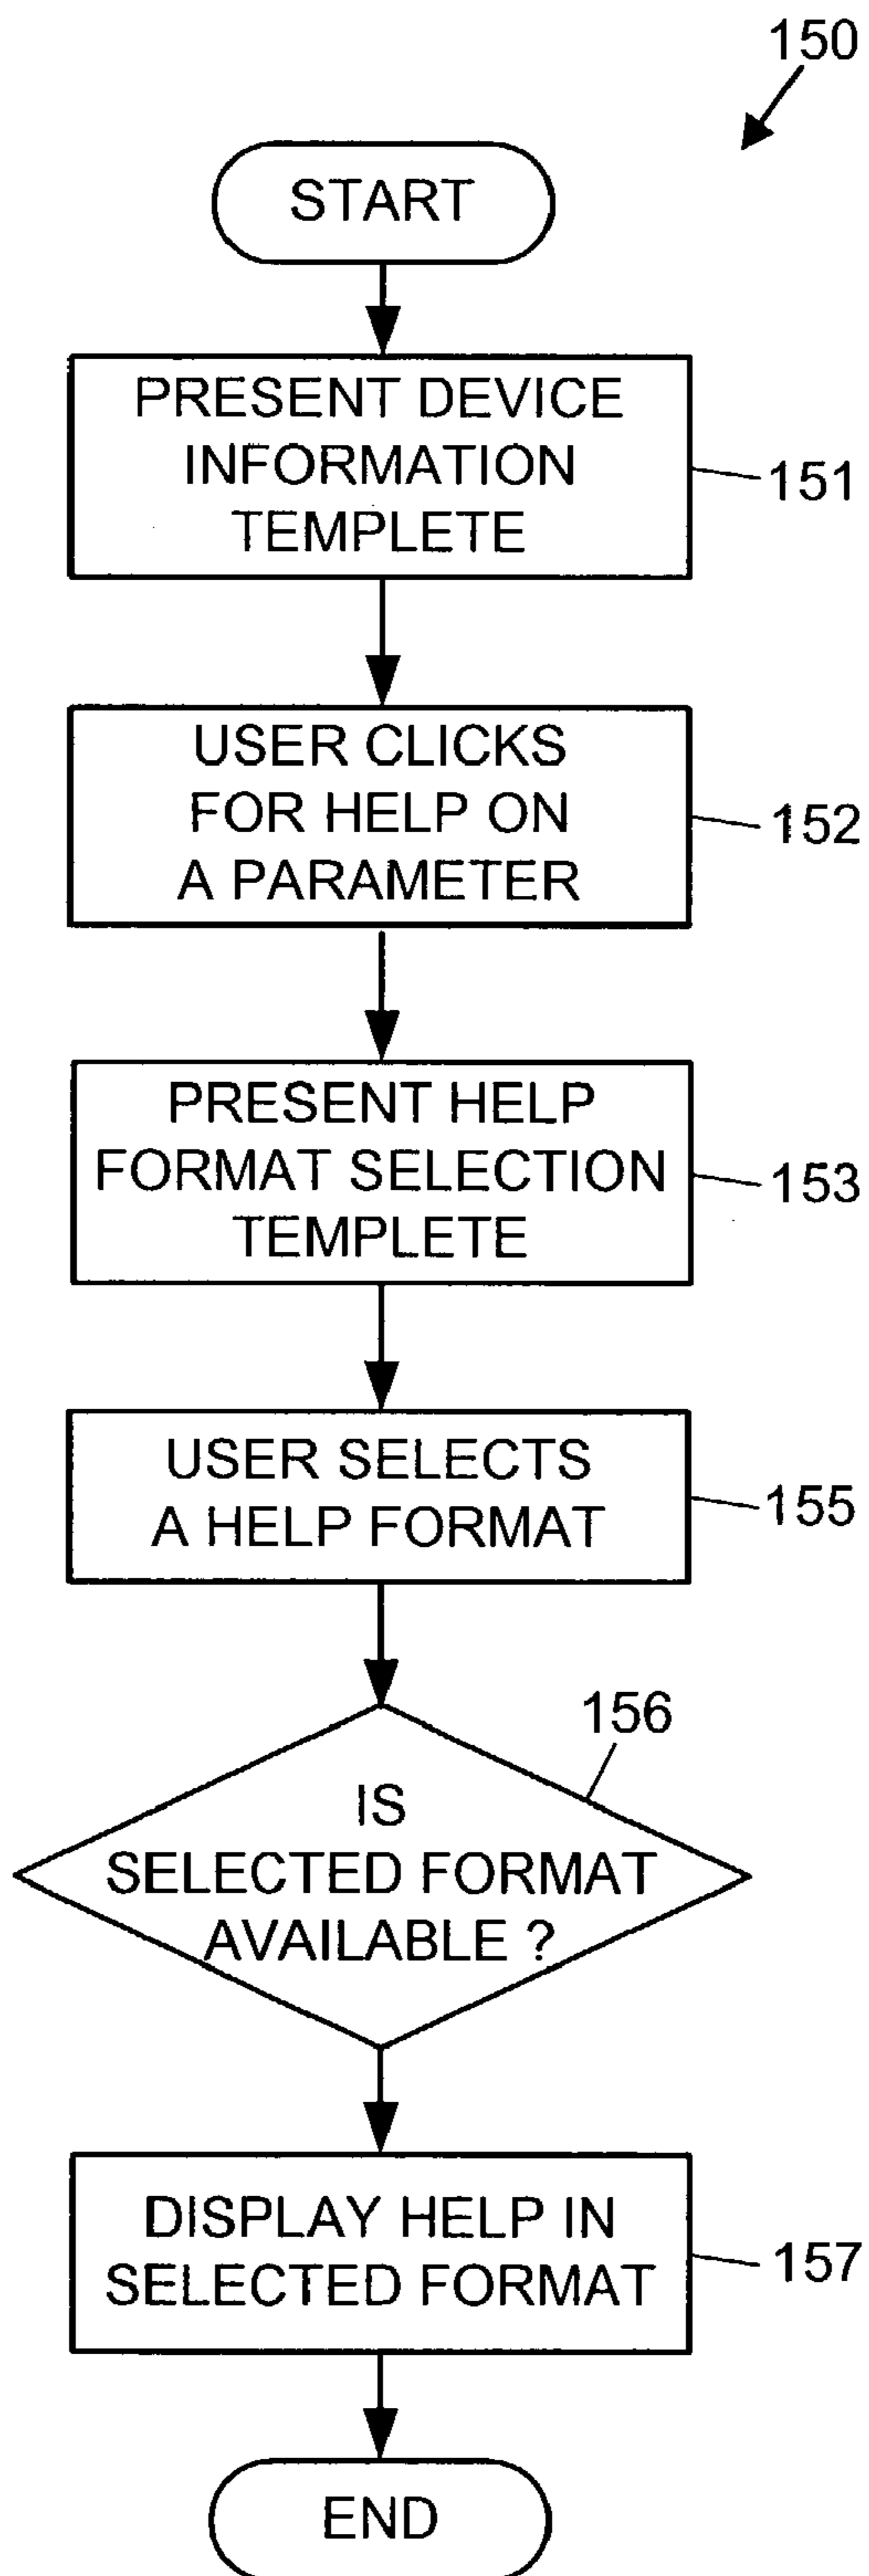 150
START
PRESENT DEVICE
INFORMATION
TEMPLETE
151
USER CLICKS
FOR HELP ON
A PARAMETER
152
PRESENT HELP
FORMAT SELECTION
TEMPLETE
153
USER SELECTS
A HELP FORMAT
155
156
IS
SELECTED FORMAT
AVAILABLE ?
DISPLAY HELP IN
SELECTED FORMAT
157
END